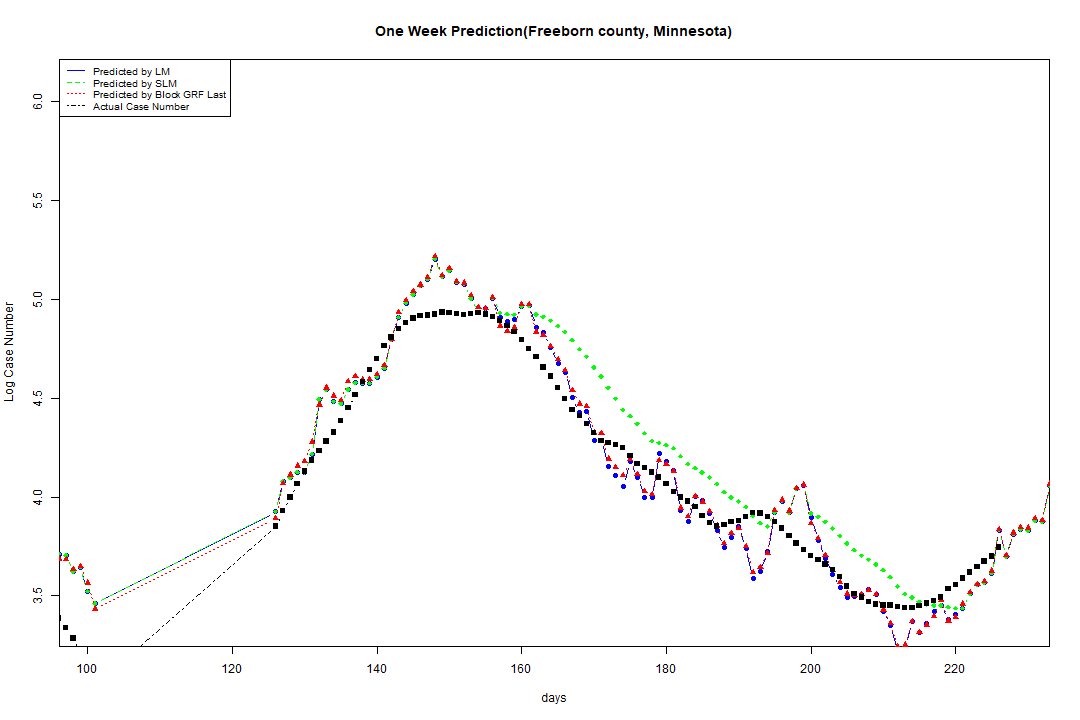 One Week Prediction(Freeborn county, Minnesota)
Predicted by LM
Predicted by SLM
Predicted by Block GRF Last
Actual Case Number
6.0
5.5
5.0
4.5
4.0
3.5
Log Case Number
100 120 140 160 180 200 220
days